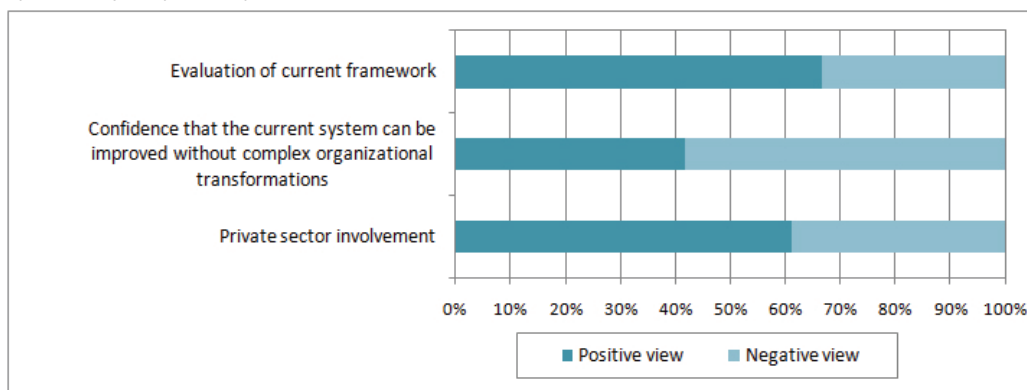 Evaluation of current framework
Confidence that the current system can be
improved without complex organizational
transformations
Private sector involvement
0% 10% 20% 30% 40% 50% 60% 70% 80% 90% 100%
Positive view Negative view